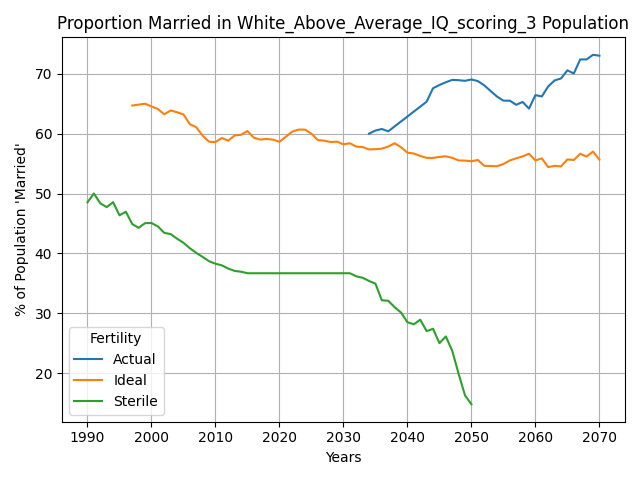 Proportion Married in White_Above_Average_IQ_scoring_3 Population
% of Population 'Married'
70
60
50
40
30
20
Fertility
Actual
Ideal
Sterile
1990 2000 2010 2020 2030 2040 2050 2060 2070
Years